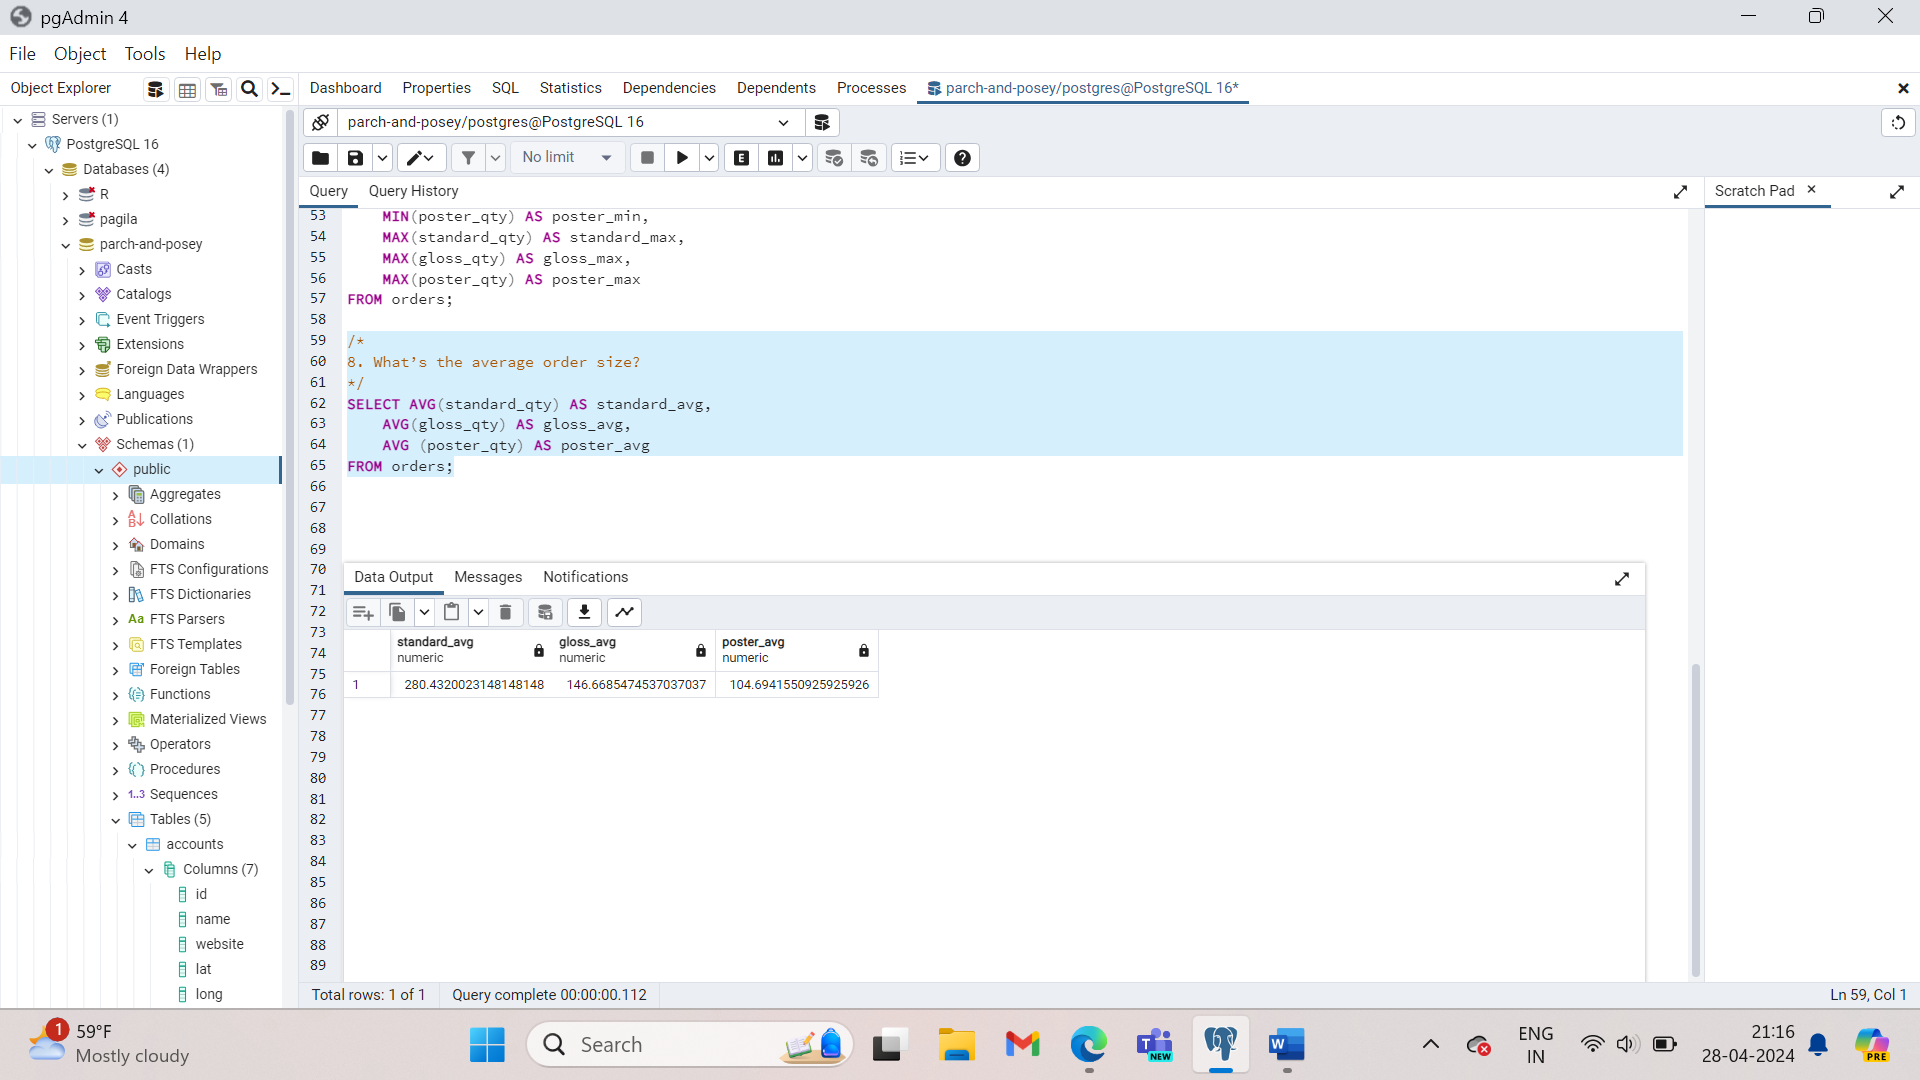 pgAdmin 4
File Object Tools Help
Object Explorer
Dashboard Properties SQL Statistics Dependencies Dependents Processes parch-and-posey/postgres@PostgreSQL 16*
Servers (1)
PostgreSQL 16
Databases (4)
R
pagila
parch-and-posey
Casts
Catalogs
Event Triggers
Extensions
Foreign Data Wrappers
Languages
Publications
Schemas (1)
public
Aggregates
Collations
Domains
FTS Configurations
FTS Dictionaries
Aa FTS Parsers
FTS Templates
Foreign Tables
Functions
Materialized Views
Operators
Procedures
1..3 Sequences
Tables (5)
accounts
Columns (7)
id
name
website
lat
long
parch-and-posey/postgres@PostgreSQL 16
No limit
E
Query Query History
Scratch Pad
53 MIN(poster_qty) AS poster_min,
54 MAX(standard_qty) AS standard_max,
55 MAX(gloss_qty) AS gloss_max,
56 MAX(poster_qty) AS poster_max
57 FROM orders;
58
59 /*
60 8. What’s the average order size?
61 */
62 SELECT AVG(standard_qty) AS standard_avg,
63 AVG(gloss_qty) AS gloss_avg,
64 AVG (poster_qty) AS poster_avg
65 FROM orders;
66
67
68
69
70
71
72
73
74
75
76
77
78
79
80
81
82
83
84
85
86
87
88
89
Data Output Messages Notifications
standard_avg gloss_avg poster_avg
numeric numeric numeric
1 280.4320023148148148 146.6685474537037037 104.6941550925925926
Total rows: 1 of 1 Query complete 00:00:00.112
Ln 59, Col 1
1
59°F
Mostly cloudy
Search
NEW
W
ENG
IN
21:16
28-04-2024
PRE